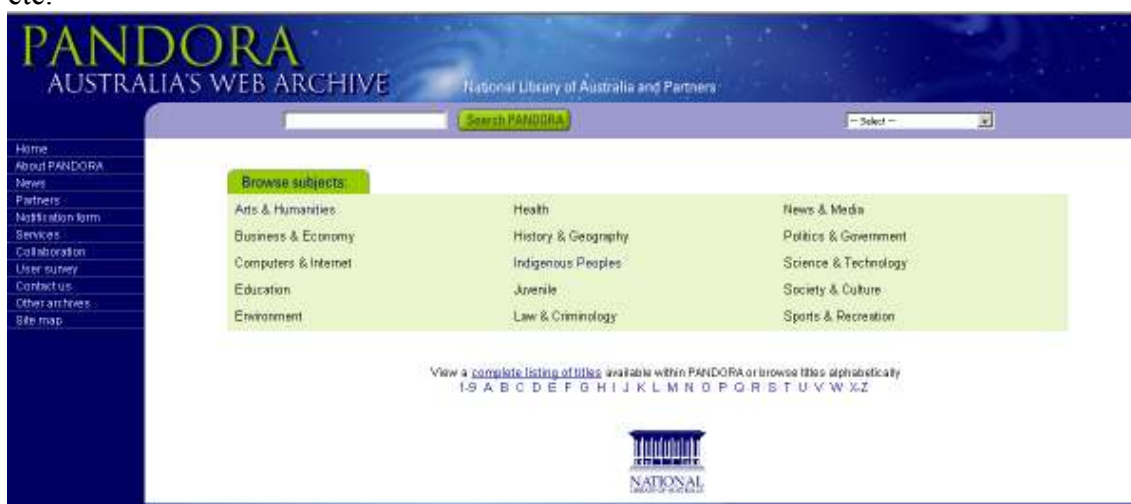 etc.
PANDORA
AUSTRALIA'S WEB ARCHIVE
National Library of Australia and Partners
Search PANDORA
-- Select --
Home
About PANDORA
News
Partners
Notification form
Services
Collaboration
User survey
Contact us
Other archives
Site map
Browse subjects:
Arts & Humanities Health News & Media
Business & Economy History & Geography Politics & Government
Computers & Internet Indigenous Peoples Science & Technology
Education Juvenile Society & Culture
Environment Law & Criminology Sports & Recreation
View a complete listing of titles available within PANDORA or browse titles alphabetically
1-9 A B C D E F G H I J K L M N O P Q R S T U V W X-Z
NATIONAL
LIBRARY OF AUSTRALIA